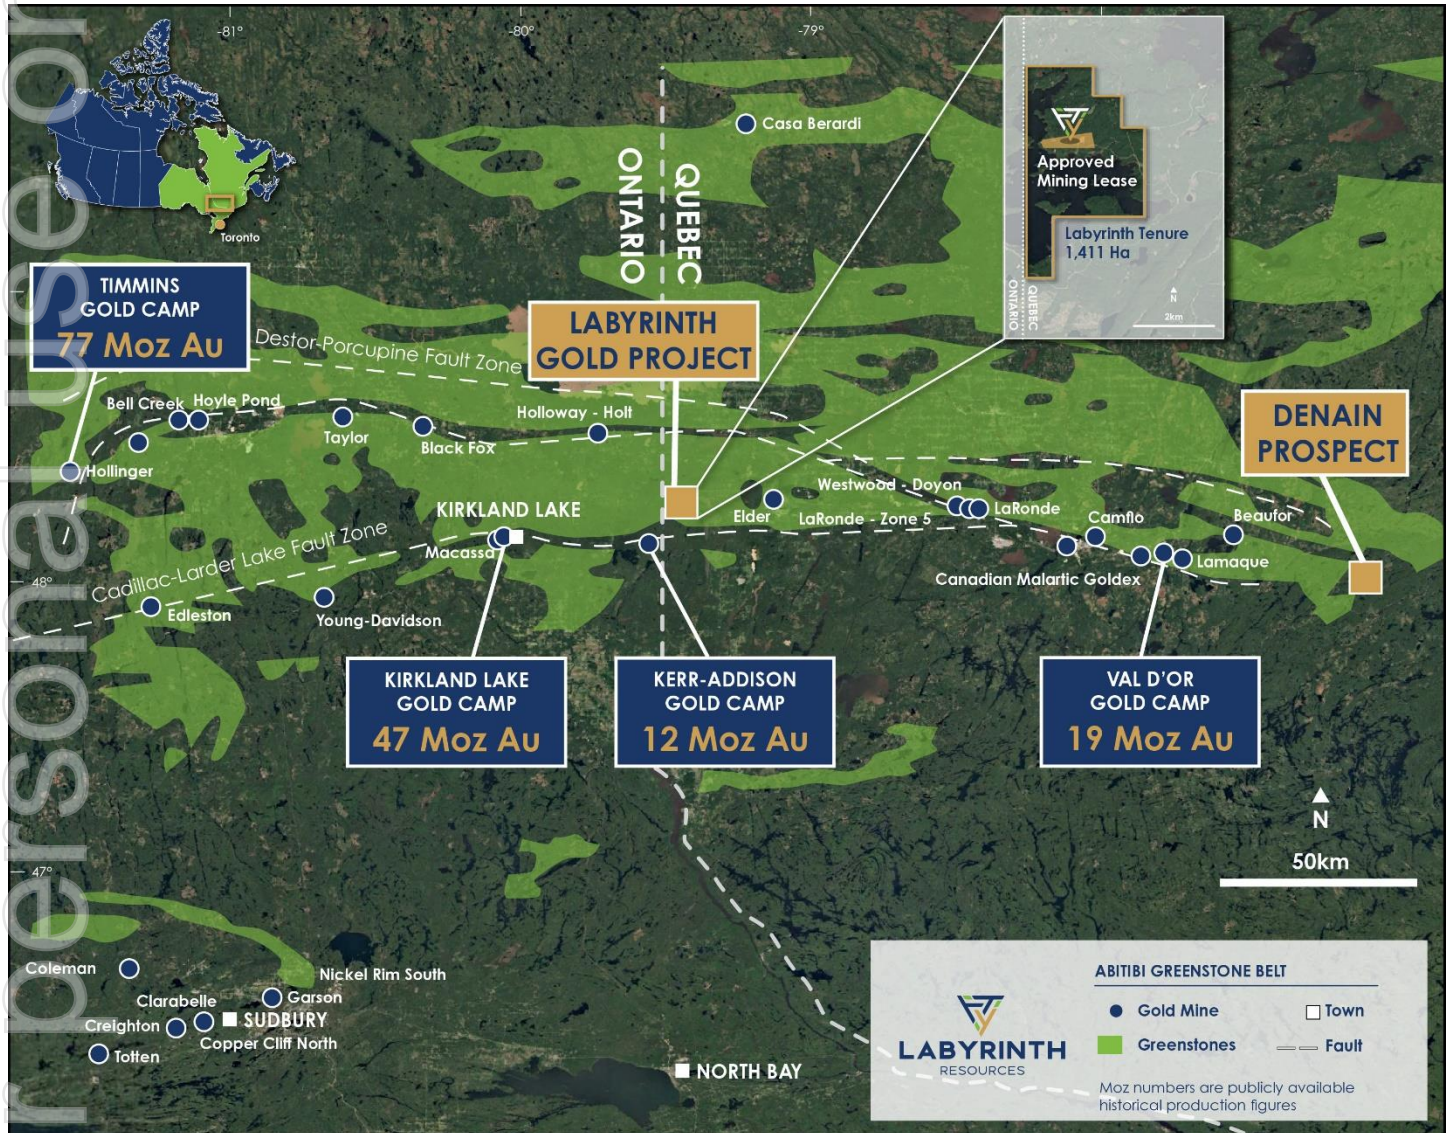 r personal use or
-81°
-80°
-79°
48°
47°
Toronto
Casa Berardi
ONTARIO
QUEBEC
Approved
Mining Lease
Labyrinth Tenure
1,411 Ha
ONTARIO
QUEBEC
N
2km
TIMMINS
GOLD CAMP
77 Moz Au
LABYRINTH
GOLD PROJECT
DENAIN
PROSPECT
Destor-Porcupine Fault Zone
Bell Creek
Hoyle Pond
Hollinger
Taylor
Black Fox
Holloway - Holt
KIRKLAND LAKE
Macassa
Elder
Westwood - Doyon
LaRonde - Zone 5
LaRonde
Camflo
Beaufor
Canadian Malartic Goldex
Lamaque
Cadillac-Larder Lake Fault Zone
Edleston
Young-Davidson
KIRKLAND LAKE
GOLD CAMP
47 Moz Au
KERR-ADDISON
GOLD CAMP
12 Moz Au
VAL D'OR
GOLD CAMP
19 Moz Au
N
50km
Coleman
Nickel Rim South
Clarabelle
Garson
Creighton
SUDBURY
Copper Cliff North
Totten
NORTH BAY
LABYRINTH
RESOURCES
ABITIBI GREENSTONE BELT
Gold Mine
Town
Greenstones
Fault
Moz numbers are publicly available
historical production figures